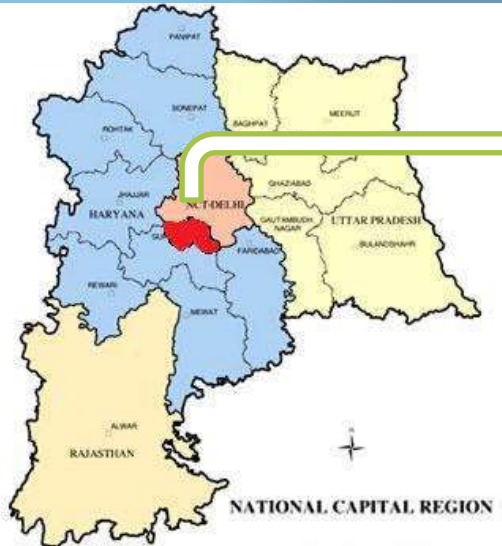 PANIPAT
SONEPAT
BAGHPAT
MEERUT
ROHTAK
GHAZIABAD
JHAJJAR
NCT-DELHI
HARYANA
GAUTAMBUDH
NAGAR
UTTAR PRADESH
BULANDSHAHR
FARIDABAD
REWARI
MEWAT
ALWAR
RAJASTHAN
NATIONAL CAPITAL REGION